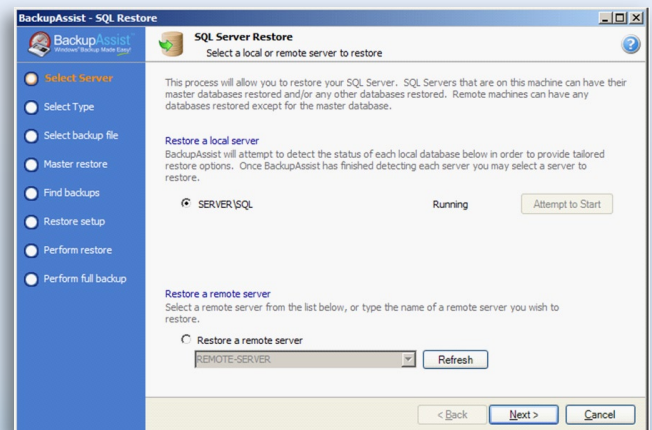 BackupAssist - SQL Restore
BackupAssist
Windows Backup Made Easy!
SQL Server Restore
Select a local or remote server to restore
Select Server
Select Type
Select backup file
Master restore
Find backups
Restore setup
Perform restore
Perform full backup
This process will allow you to restore your SQL Server. SQL Servers that are on this machine can have their
master databases restored and/or any other databases restored. Remote machines can have any
databases restored except for the master database.
Restore a local server
BackupAssist will attempt to detect the status of each local database below in order to provide tailored
restore options. Once BackupAssist has finished detecting each server you may select a server to
restore.
SERVER\SQL Running Attempt to Start
Restore a remote server
Select a remote server from the list below, or type the name of a remote server you wish to
restore.
Restore a remote server
REMOTE-SERVER Refresh
< Back Next > Cancel